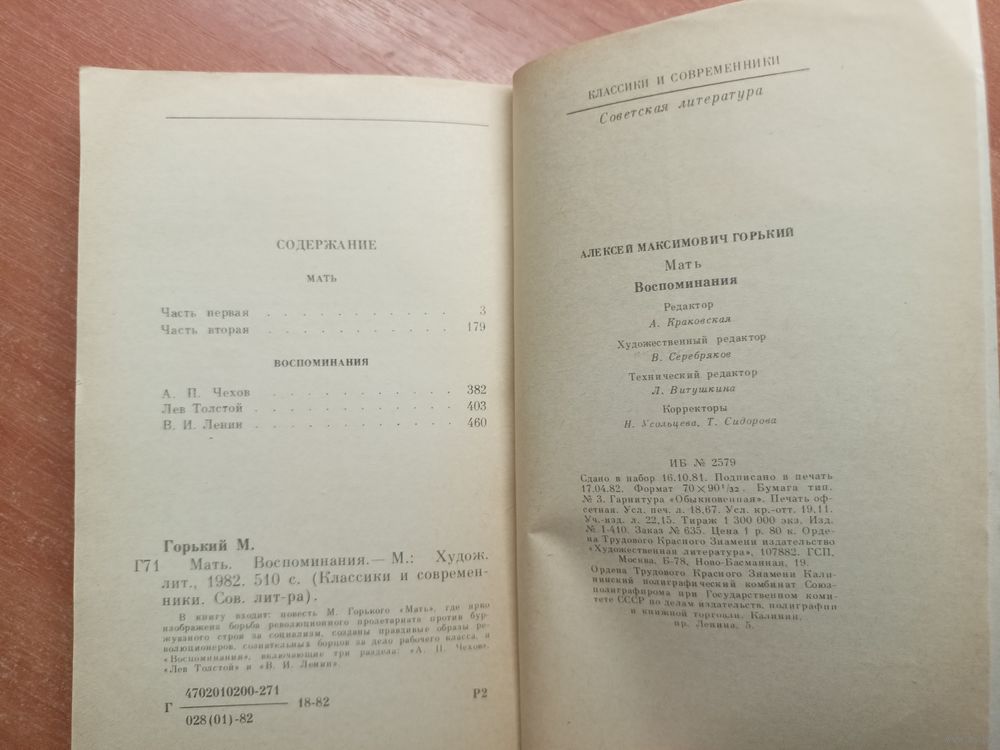 СОДЕРЖАНИЕ
МАТЬ
Часть первая . . . . . . . . . . . 3
Часть вторая . . . . . . . . . . . 179
ВОСПОМИНАНИЯ
А. П. Чехов . . . . . . . . . . . 382
Лев Толстой . . . . . . . . . . . 403
В. И. Ленин . . . . . . . . . . . 460
Горький М.
Г71 Мать. Воспоминания. — М.: Худож.
лит., 1982. 510 с. (Классики и современ-
ники. Сов. лит-ра).
В книгу входит: повесть М. Горького «Мать», где ярко
изображена борьба революционного пролетариата против бур-
жуазного строя за социализм, созданы правдивые образы ре-
волюционеров, сознательных борцов за дело рабочего класса, и
«Воспоминания», включающие три раздела: «А. П. Чехов»,
«Лев Толстой» и «В. И. Ленин».
Г 4702010200-271 / 028(01)-82 18-82 Р2
КЛАССИКИ И СОВРЕМЕННИКИ
Советская литература
АЛЕКСЕЙ МАКСИМОВИЧ ГОРЬКИЙ
Мать
Воспоминания
Редактор
А. Краковская
Художественный редактор
В. Серебряков
Технический редактор
Л. Витушкина
Корректоры
Н. Усольцева, Т. Сидорова
ИБ № 2579
Сдано в набор 16.10.81. Подписано в печать
17.04.82. Формат 70×90¹/₃₂. Бумага тип.
№ 3. Гарнитура «Обыкновенная». Печать оф-
сетная. Усл. печ. л. 18,67. Усл. кр.-отт. 19,11.
Уч.-изд. л. 22,15. Тираж 1 300 000 экз. Изд.
№ 1-410. Заказ № 635. Цена 1 р. 80 к. Орде-
на Трудового Красного Знамени издательство
«Художественная литература», 107882, ГСП,
Москва, Б-78, Ново-Басманная, 19.
Ордена Трудового Красного Знамени Кали-
нинский полиграфический комбинат Союз-
полиграфпрома при Государственном коми-
тете СССР по делам издательств, полиграфии
и книжной торговли. Калинин,
пр. Ленина, 5.